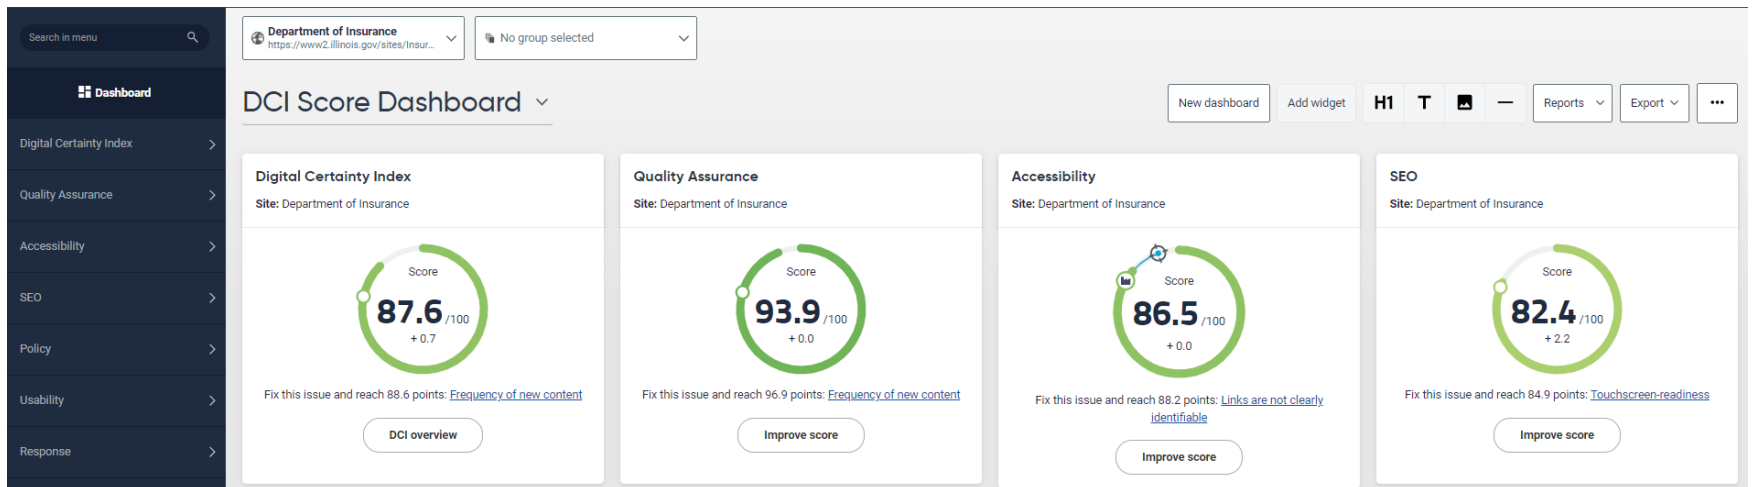 Search in menu
Dashboard
Digital Certainty Index
Quality Assurance
Accessibility
SEO
Policy
Usability
Response
Department of Insurance
https://www2.illinois.gov/sites/Insur...
No group selected
DCI Score Dashboard
New dashboard
Add widget
H1
T
Reports
Export
Digital Certainty Index
Site: Department of Insurance
Score
87.6 /100
+ 0.7
Fix this issue and reach 88.6 points: Frequency of new content
DCI overview
Quality Assurance
Site: Department of Insurance
Score
93.9 /100
+ 0.0
Fix this issue and reach 96.9 points: Frequency of new content
Improve score
Accessibility
Site: Department of Insurance
Score
86.5 /100
+ 0.0
Fix this issue and reach 88.2 points: Links are not clearly
identifiable
Improve score
SEO
Site: Department of Insurance
Score
82.4 /100
+ 2.2
Fix this issue and reach 84.9 points: Touchscreen-readiness
Improve score